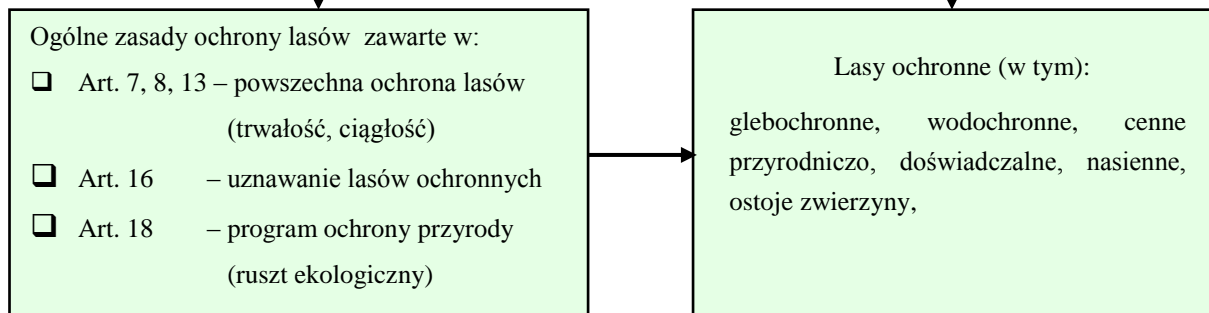 Ogólne zasady ochrony lasów zawarte w:
❑ Art. 7, 8, 13 – powszechna ochrona lasów
(trwałość, ciągłość)
❑ Art. 16 – uznawanie lasów ochronnych
❑ Art. 18 – program ochrony przyrody
(ruszt ekologiczny)
Lasy ochronne (w tym):
glebochronne, wodochronne, cenne
przyrodniczo, doświadczalne, nasienne,
ostoje zwierzyny,